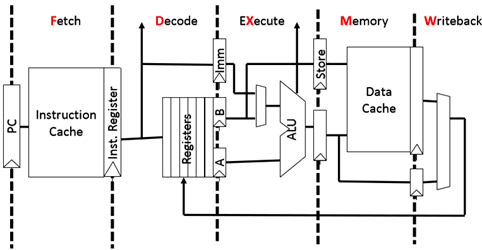 Fetch
Decode
EXecute
Memory
Writeback
PC
Instruction
Cache
Inst. Register
Registers
Imm
B
A
ALU
Store
Data
Cache